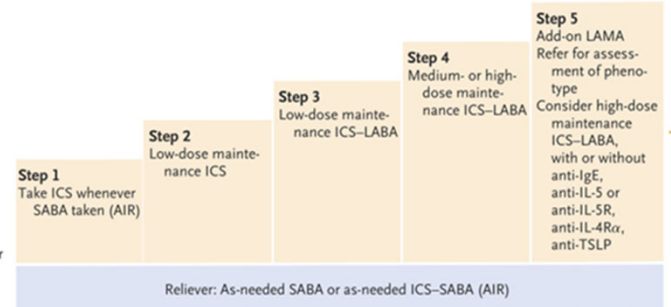 Step 1
Take ICS whenever
SABA taken (AIR)
Step 2
Low-dose mainte-
nance ICS
Step 3
Low-dose mainte-
nance ICS–LABA
Step 4
Medium- or high-
dose mainte-
nance ICS–LABA
Step 5
Add-on LAMA
Refer for assess-
ment of pheno-
type
Consider high-dose
maintenance
ICS–LABA,
with or without
anti-IgE,
anti-IL-5 or
anti-IL-5R,
anti-IL-4Rα,
anti-TSLP
r
Reliever: As-needed SABA or as-needed ICS–SABA (AIR)